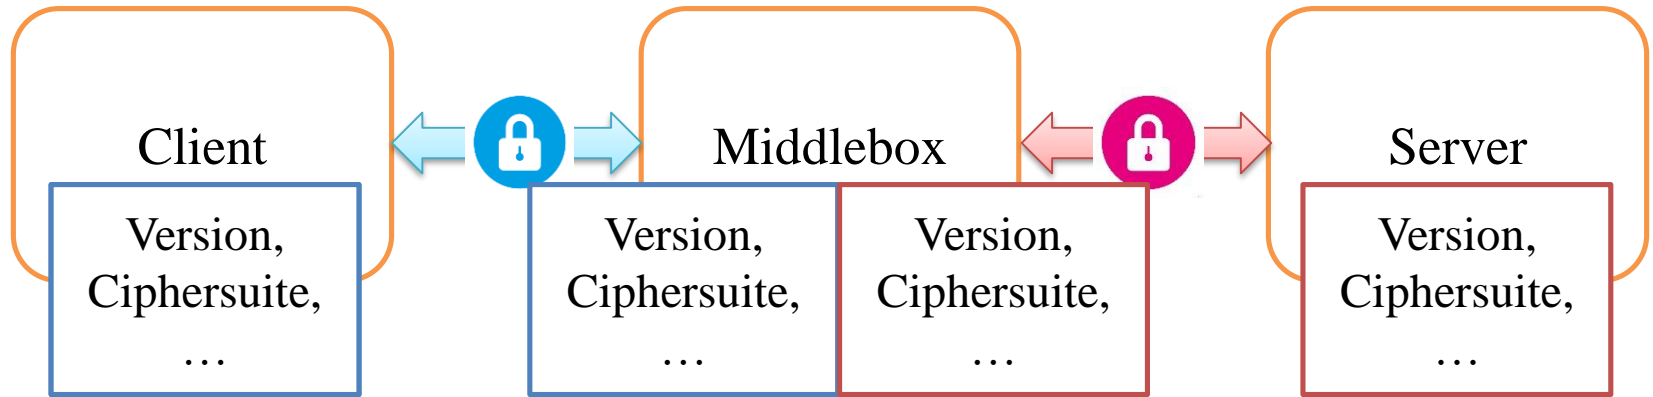 Client
Middlebox
Server
Version,
Ciphersuite,
…
Version,
Ciphersuite,
…
Version,
Ciphersuite,
…
Version,
Ciphersuite,
…